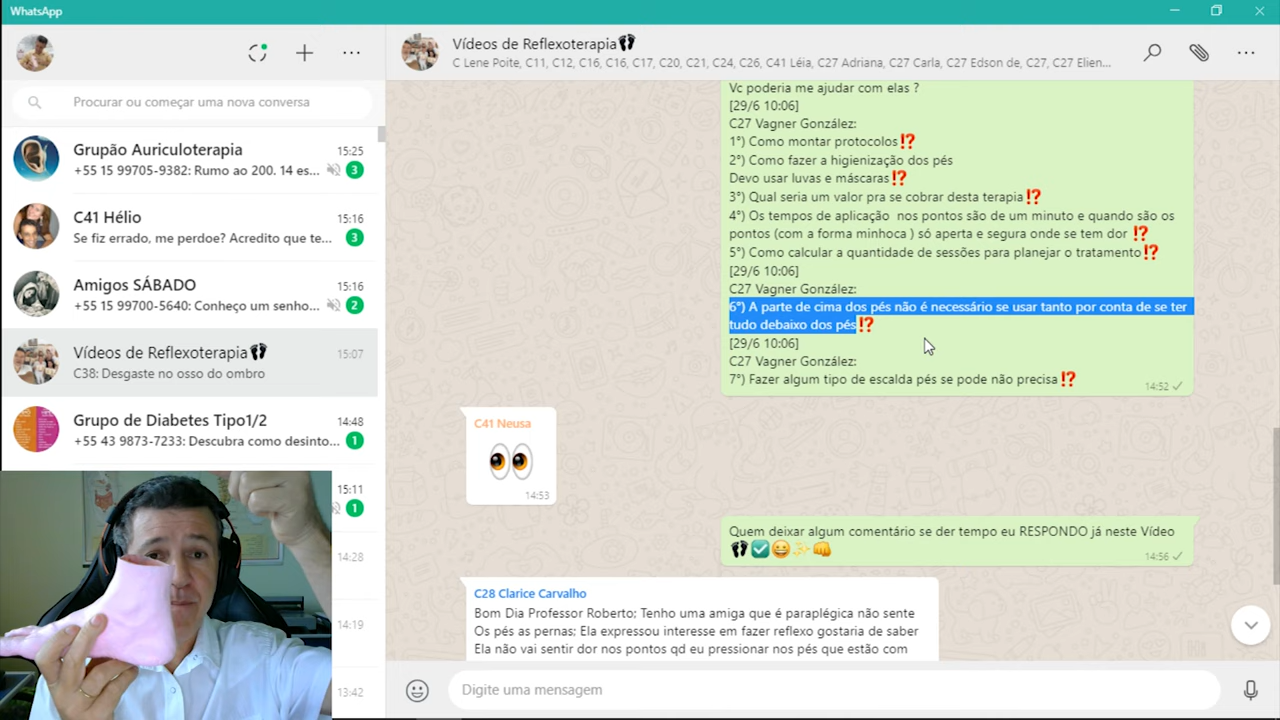 WhatsApp
Procurar ou começar uma nova conversa
Grupão Auriculoterapia
15:25
+55 15 99705-9382: Rumo ao 200. 14 es...
3
C41 Hélio
15:16
Se fiz errado, me perdoe? Acredito que te...
3
Amigos SÁBADO
15:16
+55 15 99700-5640: Conheço um senho...
2
Vídeos de Reflexoterapia
15:07
C38: Desgaste no osso do ombro
Grupo de Diabetes Tipo1/2
14:48
+55 43 9873-7233: Descubra como desinto...
1
15:11
1
14:28
14:19
13:42
Vídeos de Reflexoterapia
C Lene Poite, C11, C12, C16, C16, C17, C20, C21, C24, C26, C41 Léia, C27 Adriana, C27 Carla, C27 Edson de, C27, C27 Elien...
Vc poderia me ajudar com elas ?
[29/6 10:06]
C27 Vagner González:
1°) Como montar protocolos⁉️
2°) Como fazer a higienização dos pés
Devo usar luvas e máscaras⁉️
3°) Qual seria um valor pra se cobrar desta terapia⁉️
4°) Os tempos de aplicação nos pontos são de um minuto e quando são os
pontos (com a forma minhoca ) só aperta e segura onde se tem dor ⁉️
5°) Como calcular a quantidade de sessões para planejar o tratamento⁉️
[29/6 10:06]
C27 Vagner González:
6°) A parte de cima dos pés não é necessário se usar tanto por conta de se ter
tudo debaixo dos pés⁉️
[29/6 10:06]
C27 Vagner González:
7°) Fazer algum tipo de escalda pés se pode não precisa⁉️
14:52
C41 Neusa
14:53
Quem deixar algum comentário se der tempo eu RESPONDO já neste Vídeo
14:56
C28 Clarice Carvalho
Bom Dia Professor Roberto; Tenho uma amiga que é paraplégica não sente
Os pés as pernas; Ela expressou interesse em fazer reflexo gostaria de saber
Ela não vai sentir dor nos pontos qd eu pressionar nos pés que estão com
Digite uma mensagem